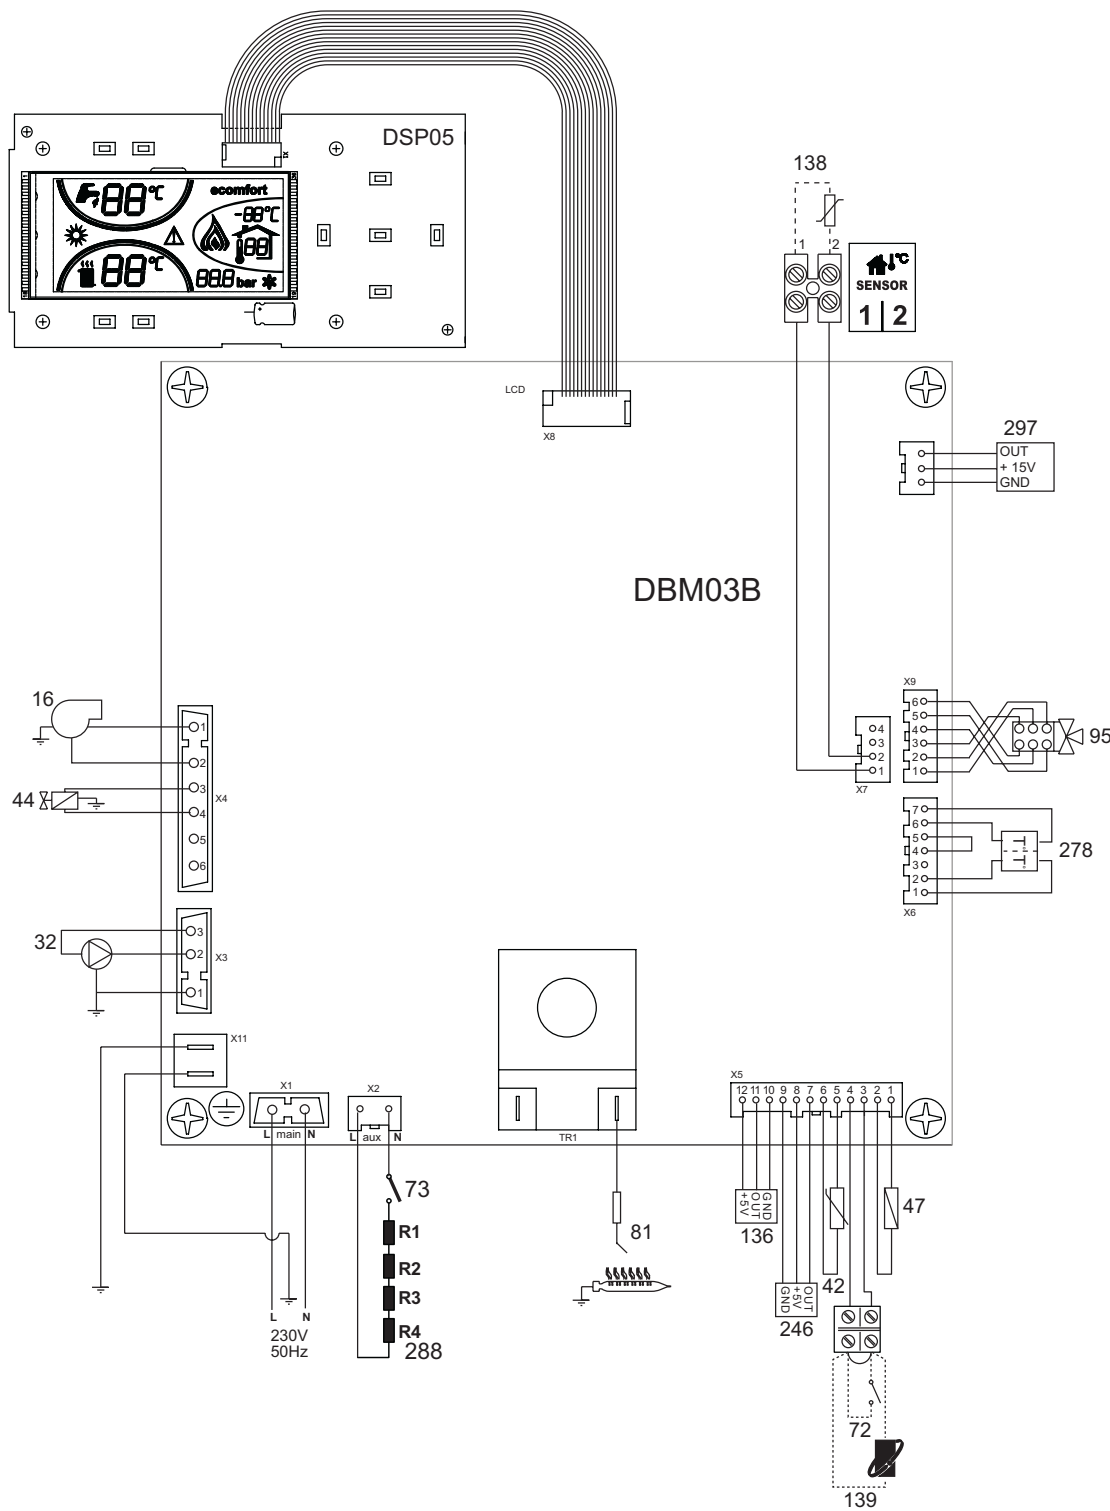 DSP05
X1
88°C
ecomfort
-88°C
88
88°C
88.8 bar
138
1 2
°C
SENSOR
1 2
LCD
X8
297
OUT
+ 15V
GND
DBM03B
16
1
2
3
4
5
6
X4
44
4
3
2
1
X7
X9
6
5
4
3
2
1
95
7
6
5
4
3
2
1
X6
278
32
3
2
1
X3
X11
X1
L main N
X2
L aux N
TR1
X5
12 11 10 9 8 7 6 5 4 3 2 1
73
R1
R2
R3
R4
288
81
L N
230V
50Hz
+5V
OUT
GND
136
GND
+5V
OUT
246
42
47
72
139